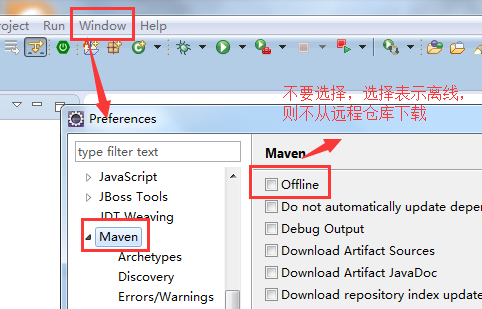 roject Run Window Help
不要选择，选择表示离线，
则不从远程仓库下载
Preferences
type filter text
Maven
JavaScript
JBoss Tools
JDT Weaving
Maven
Archetypes
Discovery
Errors/Warnings
Offline
Do not automatically update depe
Debug Output
Download Artifact Sources
Download Artifact JavaDoc
Download repository index update